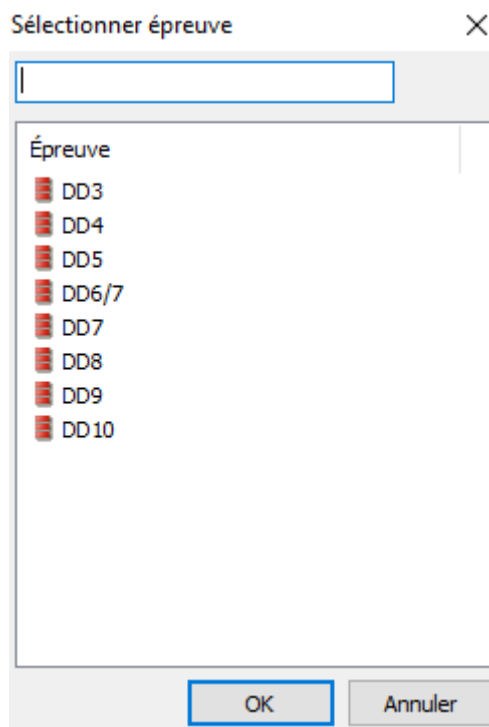 Sélectionner épreuve
Épreuve
DD3
DD4
DD5
DD6/7
DD7
DD8
DD9
DD10
OK
Annuler